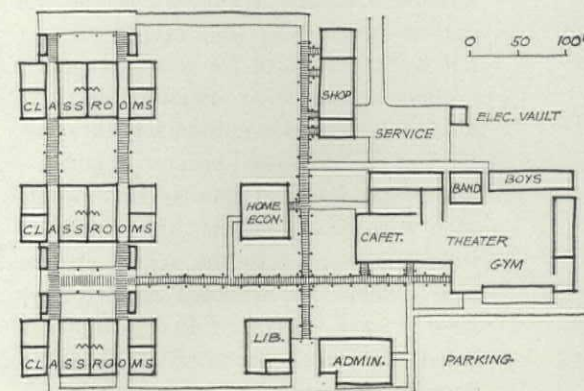 0 50 100'
CLASSROOMS
SHOP
SERVICE
ELEC. VAULT
CLASSROOMS
HOME
ECON.
BAND
BOYS
CAFET.
THEATER
GYM
CLASSROOMS
LIB.
ADMIN.
PARKING.